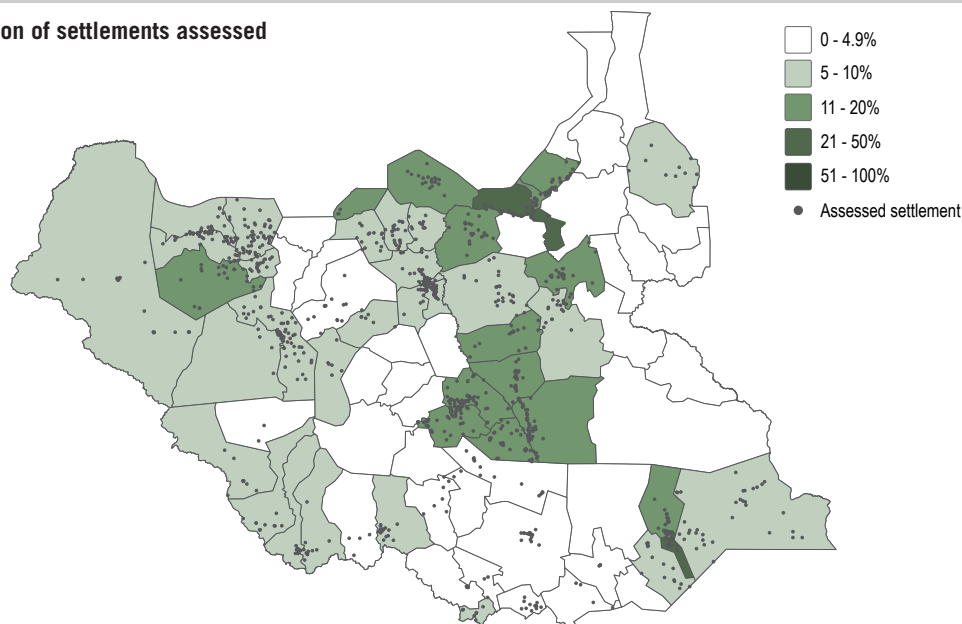 on of settlements assessed
0 - 4.9%
5 - 10%
11 - 20%
21 - 50%
51 - 100%
Assessed settlement